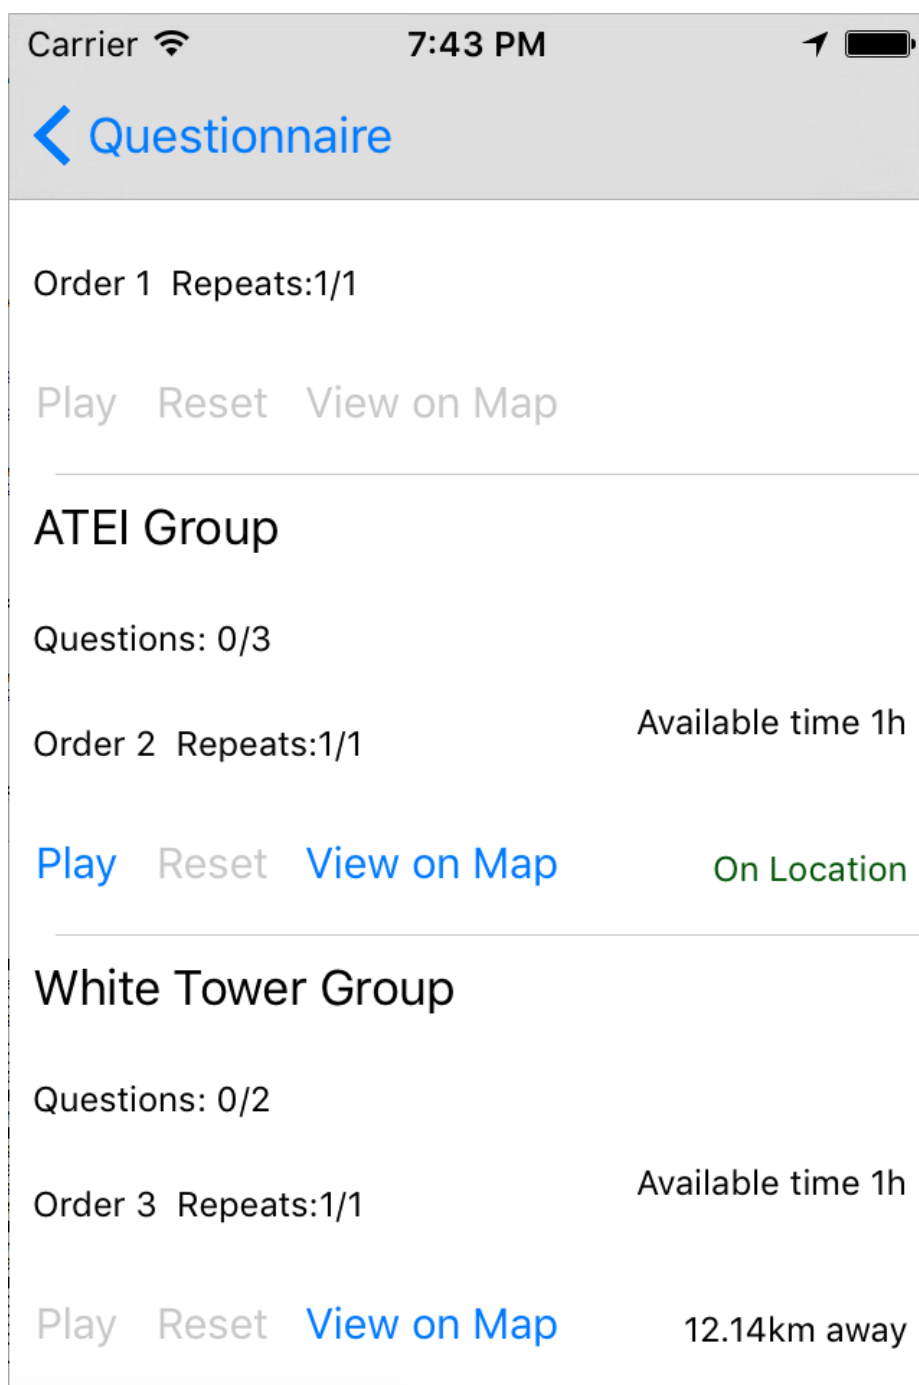 Carrier 7:43 PM
Questionnaire
Order 1 Repeats:1/1
Play Reset View on Map
ATEI Group
Questions: 0/3
Available time 1h
Order 2 Repeats:1/1
Play Reset View on Map On Location
White Tower Group
Questions: 0/2
Available time 1h
Order 3 Repeats:1/1
Play Reset View on Map 12.14km away